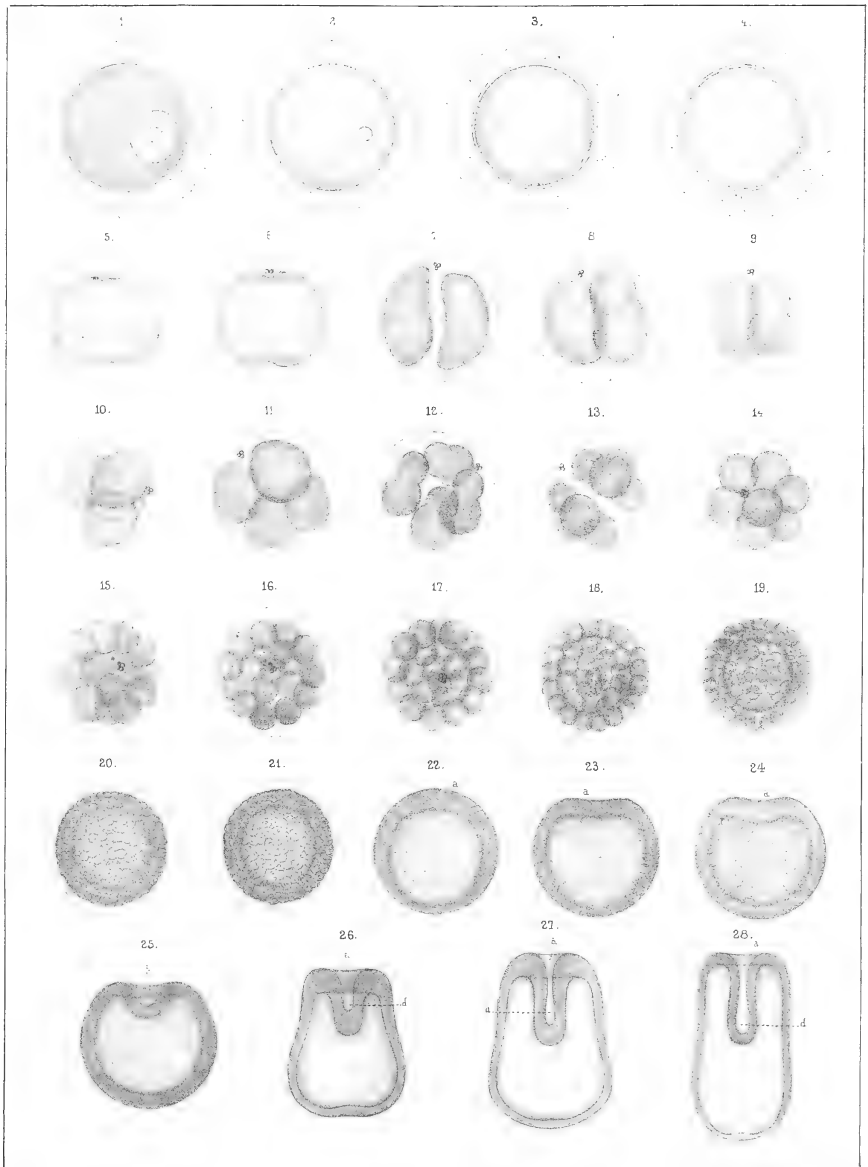 1. 2. 3. 4.
5. 6. 7. 8 9
10. 11 12. 13. 14
15. 16. 17. 18. 19.
20. 21. 22. 23. 24
a a a
25. 26. 27. 28.
a a a
d d d